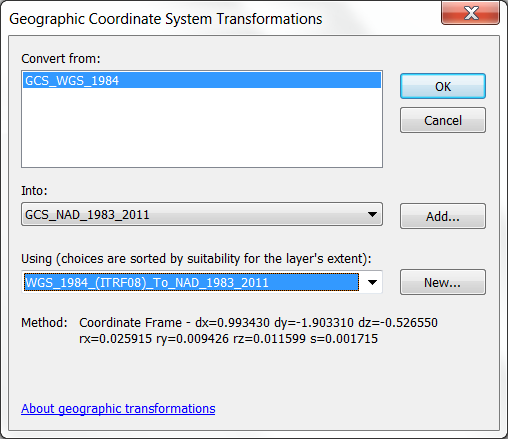 Geographic Coordinate System Transformations
Convert from:
GCS_WGS_1984
OK
Cancel
Into:
GCS_NAD_1983_2011
Add...
Using (choices are sorted by suitability for the layer's extent):
WGS_1984_(ITRF08)_To_NAD_1983_2011
New...
Method: Coordinate Frame - dx=0.993430 dy=-1.903310 dz=-0.526550
rx=0.025915 ry=0.009426 rz=0.011599 s=0.001715
About geographic transformations